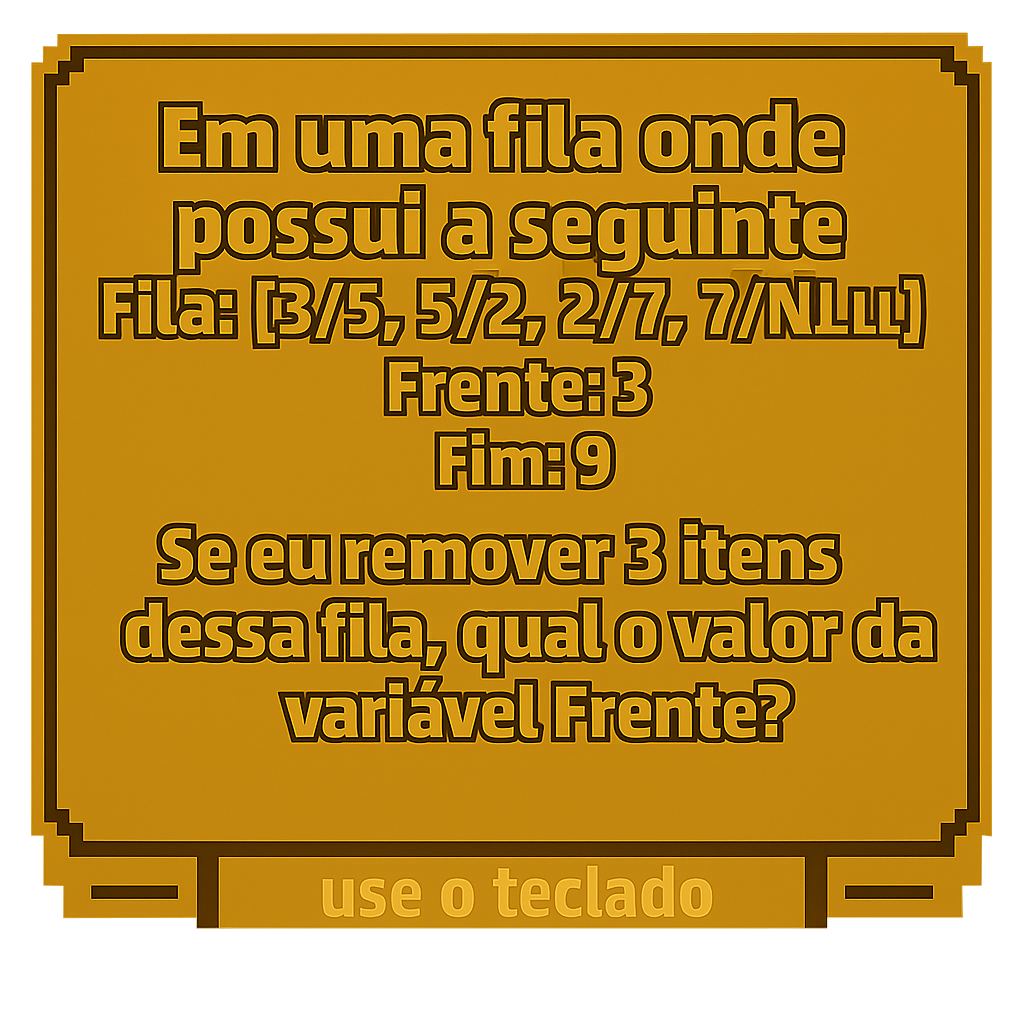 Em uma fila onde
possui a seguinte
Fila: [3/5, 5/2, 2/7, 7/NLLL]
Frente: 3
Fim: 9
Se eu remover 3 itens
dessa fila, qual o valor da
variável Frente?
use o teclado